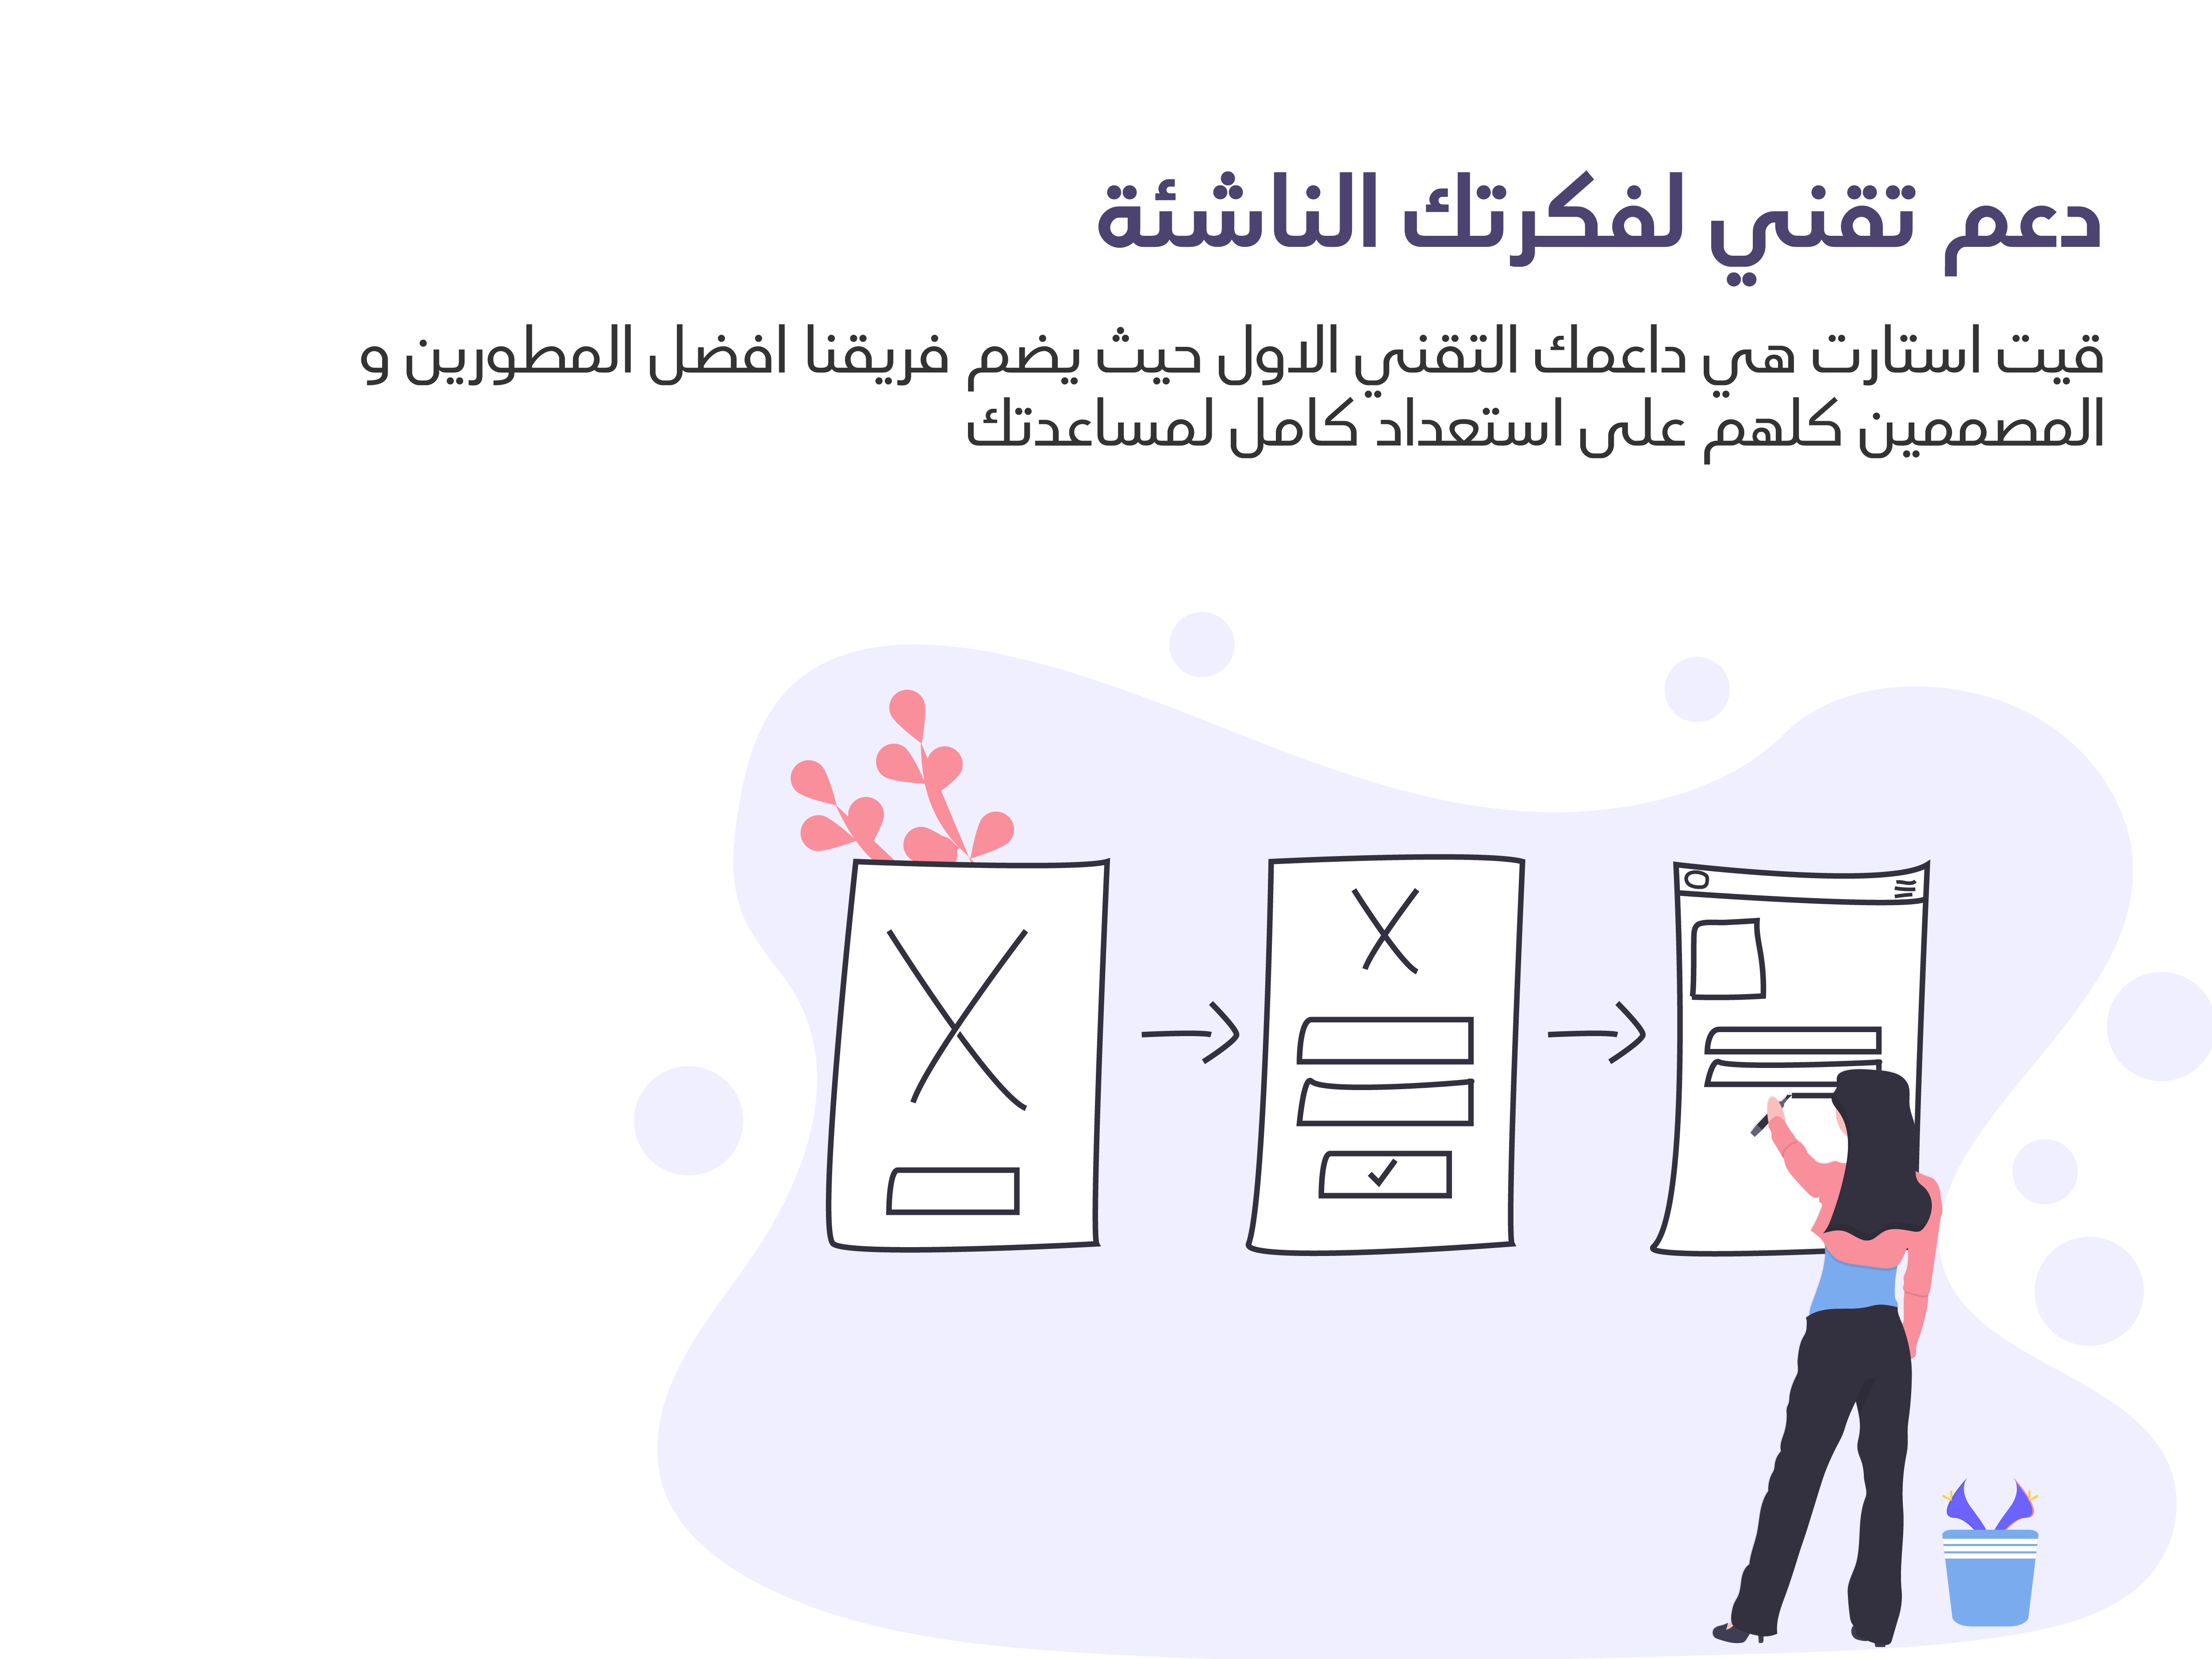 دعم تقني لفكرتك الناشئة
قيت استارت هي داعمك التقني الاول حيث يضم فريقنا افضل المطورين و
المصممين كلهم على استعداد كامل لمساعدتك